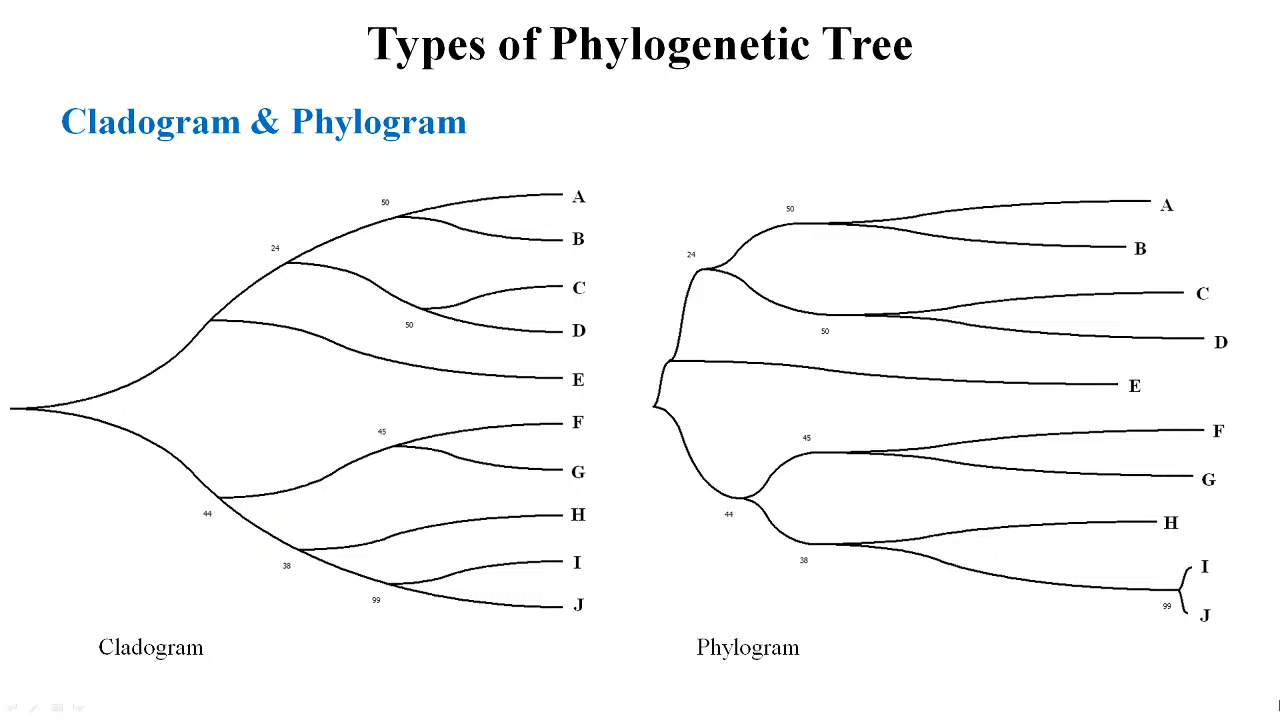 Types of Phylogenetic Tree
Cladogram & Phylogram
50
A
B
24
C
50
D
E
45
F
G
44
H
38
I
99
J
Cladogram
50
A
24
B
C
50
D
E
45
F
G
44
H
38
I
99
J
Phylogram